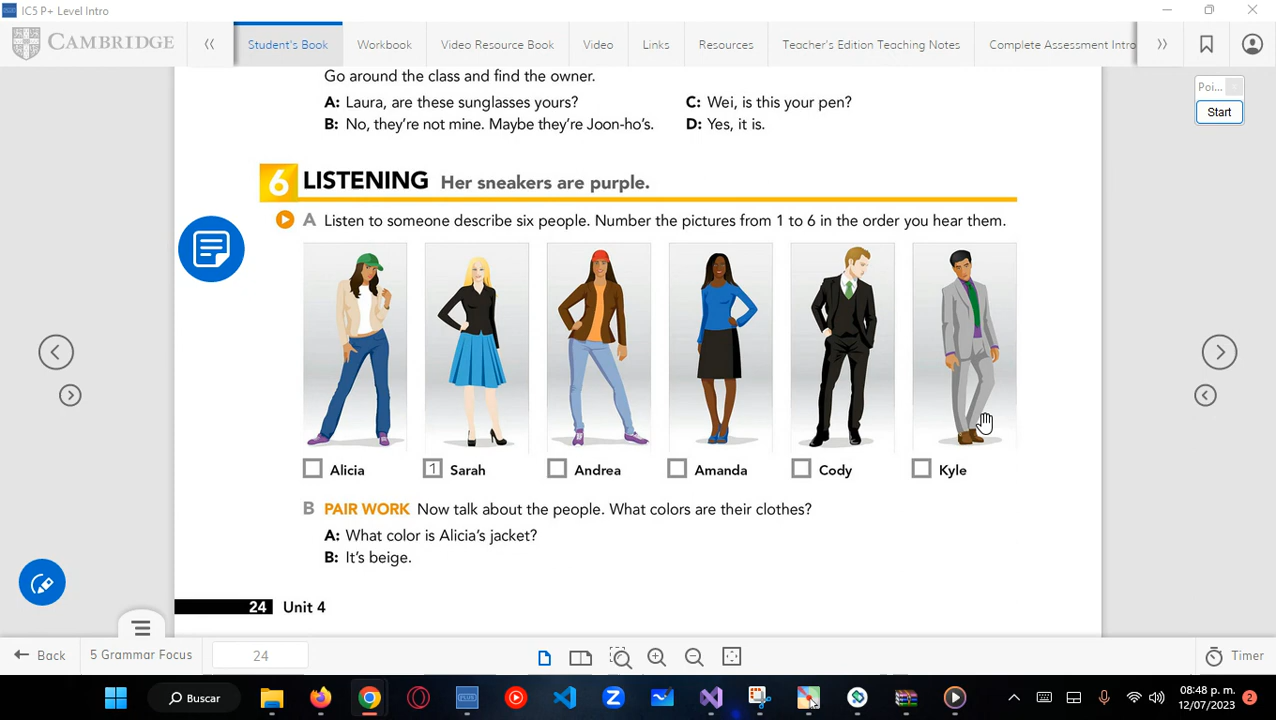 IC5 P+ Level Intro
CAMBRIDGE
Student's Book
Workbook
Video Resource Book
Video
Links
Resources
Teacher's Edition Teaching Notes
Complete Assessment Intro
Poi...
Start
Go around the class and find the owner.
A: Laura, are these sunglasses yours?
B: No, they're not mine. Maybe they're Joon-ho's.
C: Wei, is this your pen?
D: Yes, it is.
6 LISTENING Her sneakers are purple.
A Listen to someone describe six people. Number the pictures from 1 to 6 in the order you hear them.
Alicia
1 Sarah
Andrea
Amanda
Cody
Kyle
B PAIR WORK Now talk about the people. What colors are their clothes?
A: What color is Alicia's jacket?
B: It's beige.
24 Unit 4
Back
5 Grammar Focus
24
Timer
Buscar
08:48 p. m.
12/07/2023
2